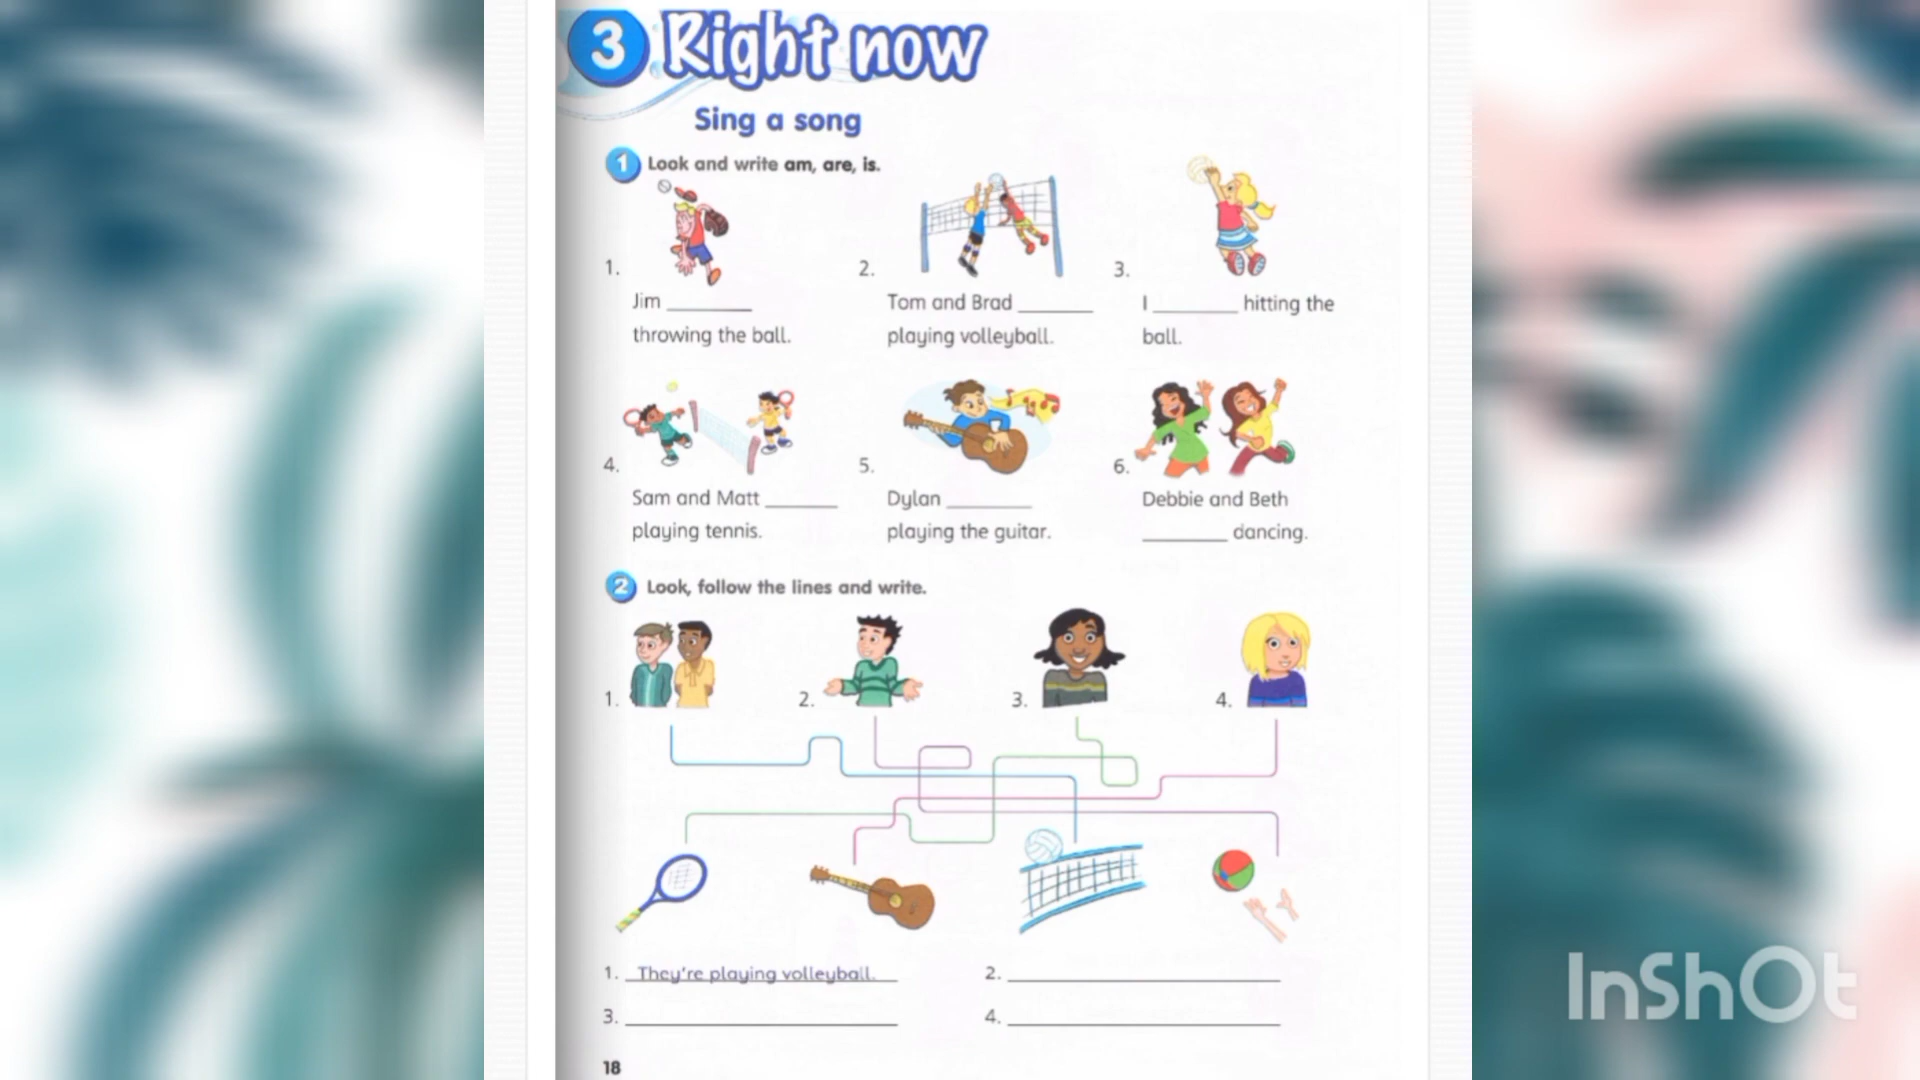 3 Right now
Sing a song
1 Look and write am, are, is.
1.
Jim ________
throwing the ball.
2.
Tom and Brad ________
playing volleyball.
3.
I ________ hitting the
ball.
4.
Sam and Matt ________
playing tennis.
5.
Dylan ________
playing the guitar.
6.
Debbie and Beth
________ dancing.
2 Look, follow the lines and write.
1. 2. 3. 4.
1. They're playing volleyball. 2. ________
3. ________ 4. ________
18
InShOt